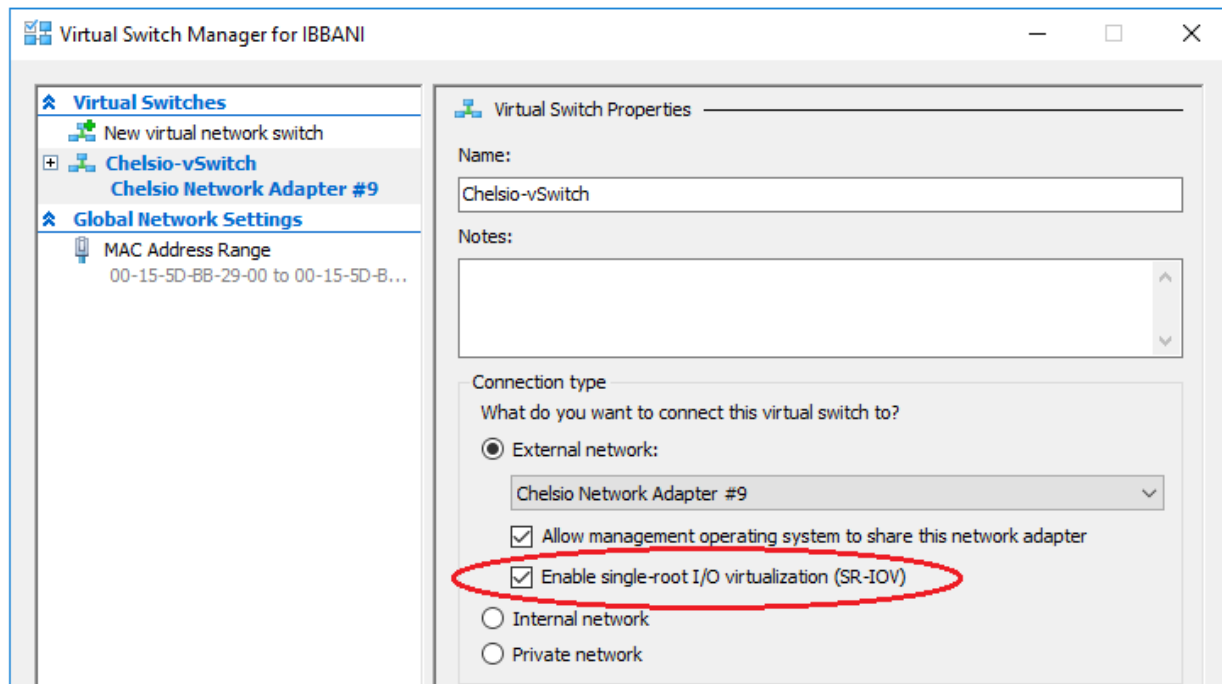 Virtual Switch Manager for IBBANI
Virtual Switches
New virtual network switch
Chelsio-vSwitch
Chelsio Network Adapter #9
Global Network Settings
MAC Address Range
00-15-5D-BB-29-00 to 00-15-5D-B...
Virtual Switch Properties
Name:
Chelsio-vSwitch
Notes:
Connection type
What do you want to connect this virtual switch to?
External network:
Chelsio Network Adapter #9
Allow management operating system to share this network adapter
Enable single-root I/O virtualization (SR-IOV)
Internal network
Private network